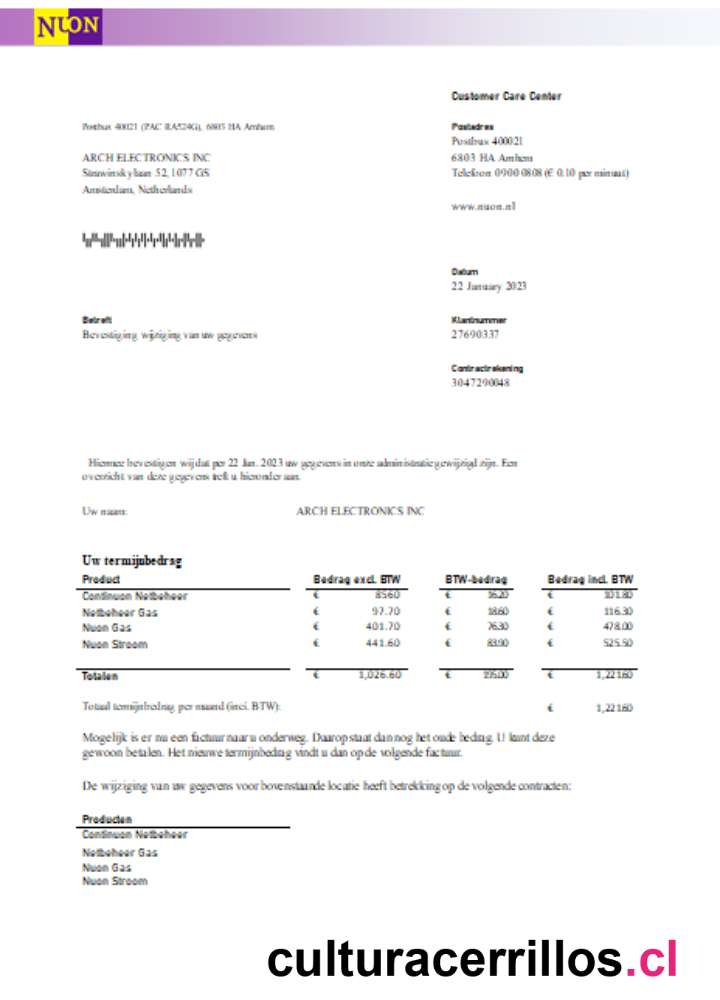 NUON
Customer Care Center
Postbus 40021 (PAC RA524G), 6803 HA Arnhem
Postadres
Postbus 400021
ARCH ELECTRONICS INC
6803 HA Arnhem
52, 1077 GS
Telefoon 0900 0808 (€ 0.10 per minuut)
Amsterdam, Netherlands
www.nuon.nl
Datum
22 January 2023
Betreft
Klantnummer
Bevestiging wijziging van uw gegevens
27690337
Contractrekening
3047290048
Hiermee bevestigen wij dat per 22 Jan. 2023 uw gegevens in onze administratie gewijzigd zijn. Een
overzicht van deze gegevens treft u hieronder aan.
Uw naam: ARCH ELECTRONICS INC
Uw termijnbedrag
Product Bedrag excl. BTW BTW-bedrag Bedrag incl. BTW
Continuon Netbeheer € 8560 € 16.20 € 101.80
Netbeheer Gas € 97.70 € 18.60 € 116.30
Nuon Gas € 401.70 € 76.30 € 478.00
Nuon Stroom € 441.60 € 83.90 € 525.50
Totalen € 1,026.60 € 195.00 € 1,221.60
Totaal termijnbedrag per maand (incl. BTW): € 1,221.60
Mogelijk is er nu een factuur naar u onderweg. Daarop staat dan nog het oude bedrag. U kunt deze
gewoon betalen. Het nieuwe termijnbedrag vindt u dan op de volgende factuur.
De wijziging van uw gegevens voor bovenstaande locatie heeft betrekking op de volgende contracten:
Producten
Continuon Netbeheer
Netbeheer Gas
Nuon Gas
Nuon Stroom
culturacerrillos.cl